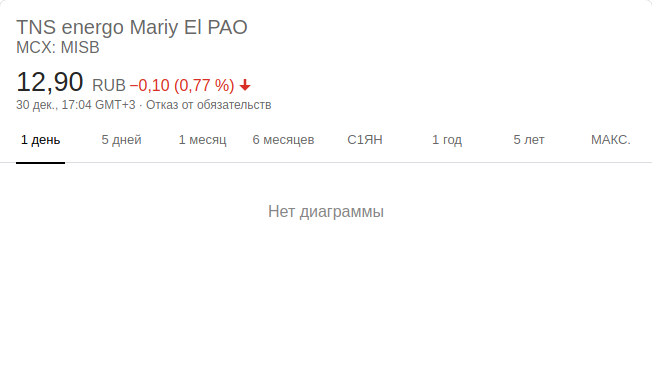 TNS energo Mariy El PAO
MCX: MISB
12,90 RUB −0,10 (0,77 %)
30 дек., 17:04 GMT+3 · Отказ от обязательств
1 день 5 дней 1 месяц 6 месяцев С1ЯН 1 год 5 лет МАКС.
Нет диаграммы